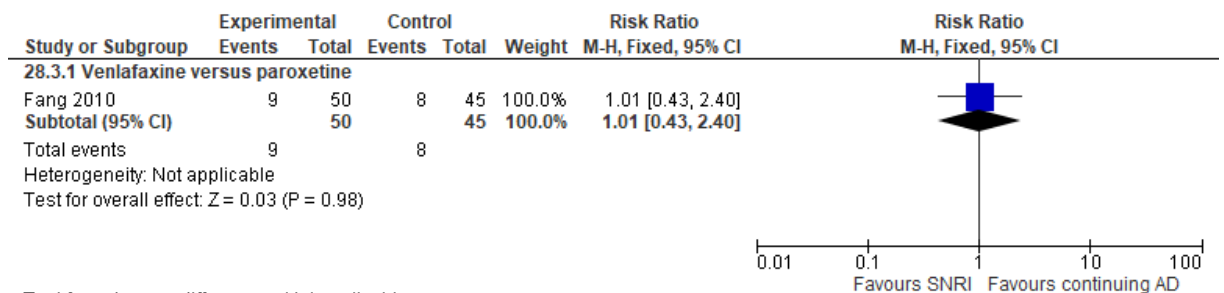 Experimental Control Risk Ratio Risk Ratio
Study or Subgroup Events Total Events Total Weight M-H, Fixed, 95% CI M-H, Fixed, 95% CI
28.3.1 Venlafaxine versus paroxetine
Fang 2010 9 50 8 45 100.0% 1.01 [0.43, 2.40]
Subtotal (95% CI) 50 45 100.0% 1.01 [0.43, 2.40]
Total events 9 8
Heterogeneity: Not applicable
Test for overall effect: Z = 0.03 (P = 0.98)
0.01 0.1 1 10 100
Favours SNRI Favours continuing AD